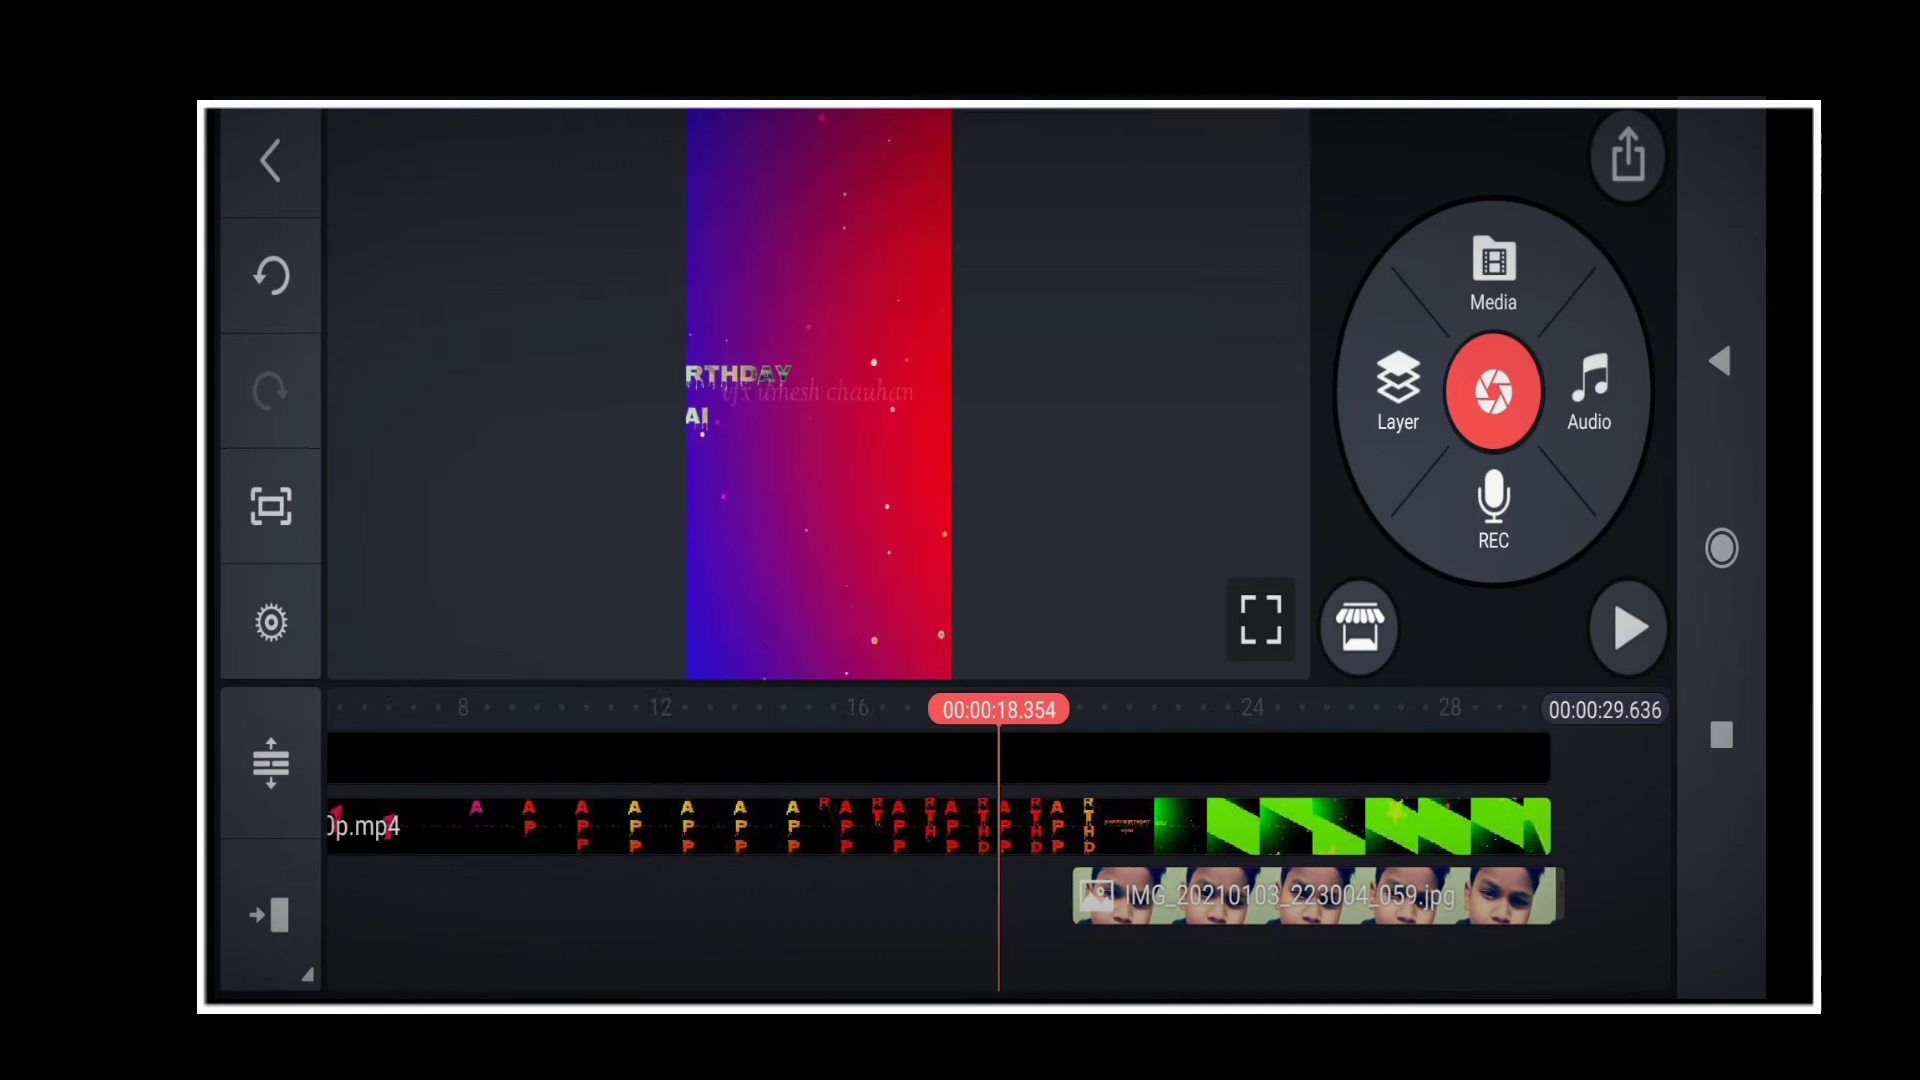 Media
RTHDAY
vfx umesh chauhan
AI
Layer
Audio
REC
8
12
16
00:00:18.354
24
28
00:00:29.636
0p.mp4
IMG_20210103_223004_059.jpg